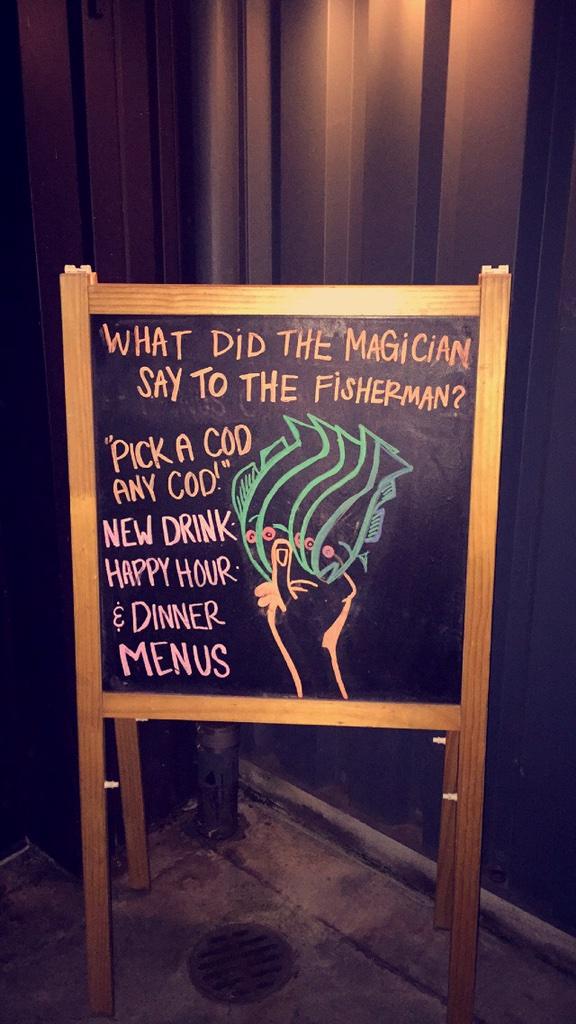 WHAT DID THE MAGICIAN
SAY TO THE FISHERMAN?
"PICK A COD
ANY COD!"
NEW DRINK·
HAPPY HOUR·
& DINNER
MENUS